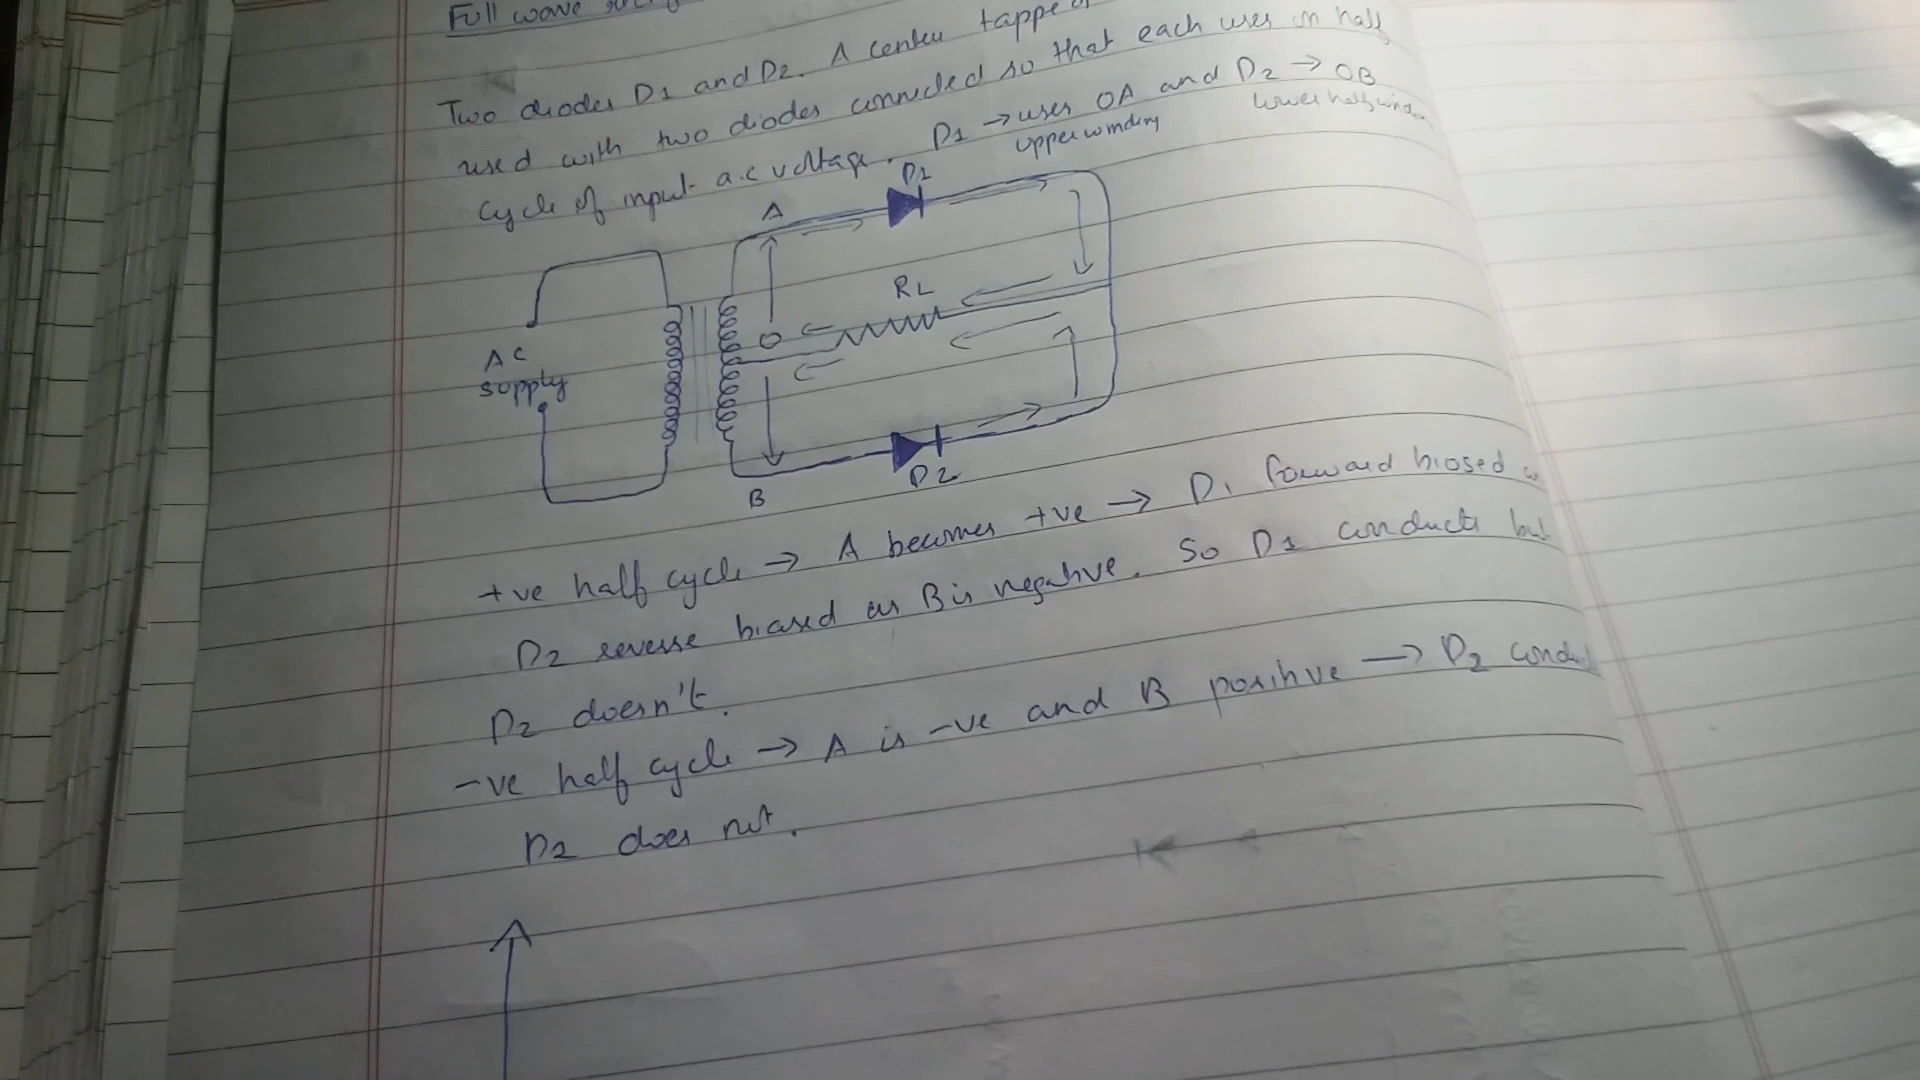 Full wave
Two diodes D1 and D2. A center tapped
used with two diodes connected so that each uses on half
cycle of input a.c voltage. D1 → uses OA and D2 → OB
upper winding
lower half
D1
A
RL
O
AC
supply
D2
B
+ve half cycle → A becomes +ve → D1 forward biased
D2 reverse biased as B is negative. So D1 conducts but
D2 doesn't.
-ve half cycle → A is -ve and B positive → D2
D2 does not.